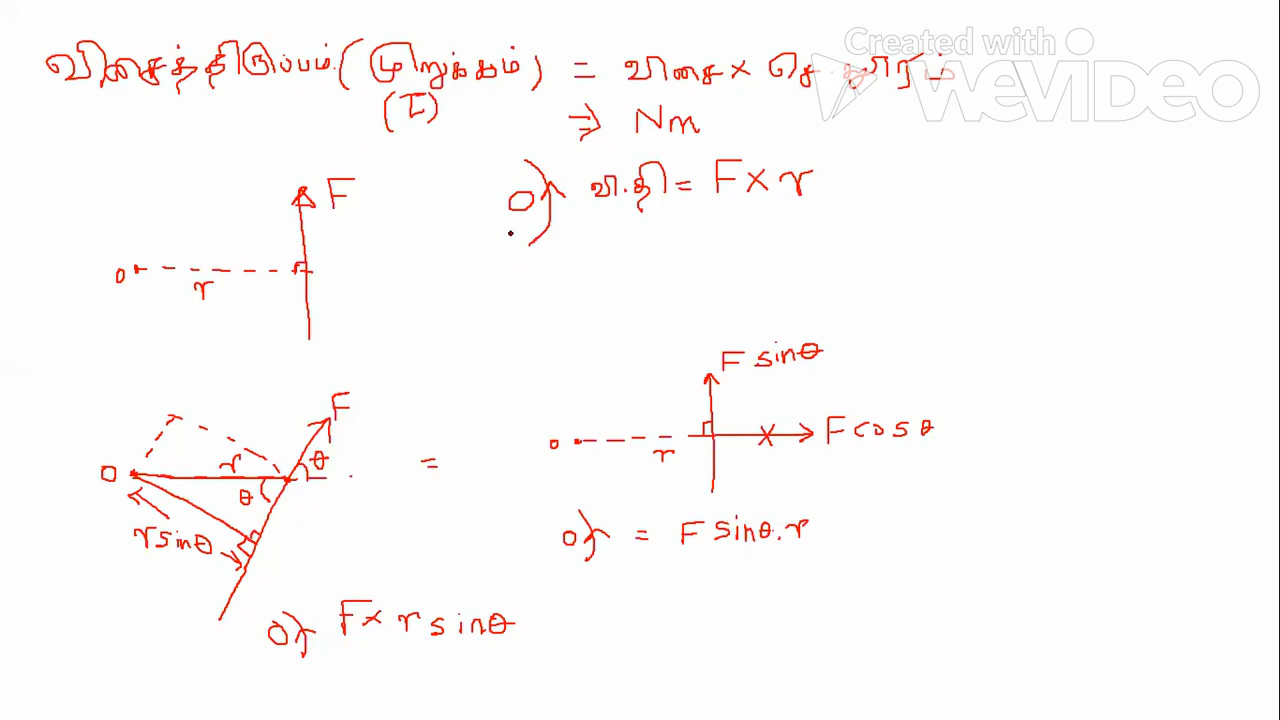 விசைத்திருப்பம் (முறுக்கம்) = விசை × செ.தூரம்
(τ)
⇒ Nm
Created with
WEVIDEO
F
O) வி.தி = F × r
O
r
F sinθ
F
O
r
θ
θ
=
O
r
F cosθ
r sinθ
O) = F sinθ.r
O) F × r sinθ